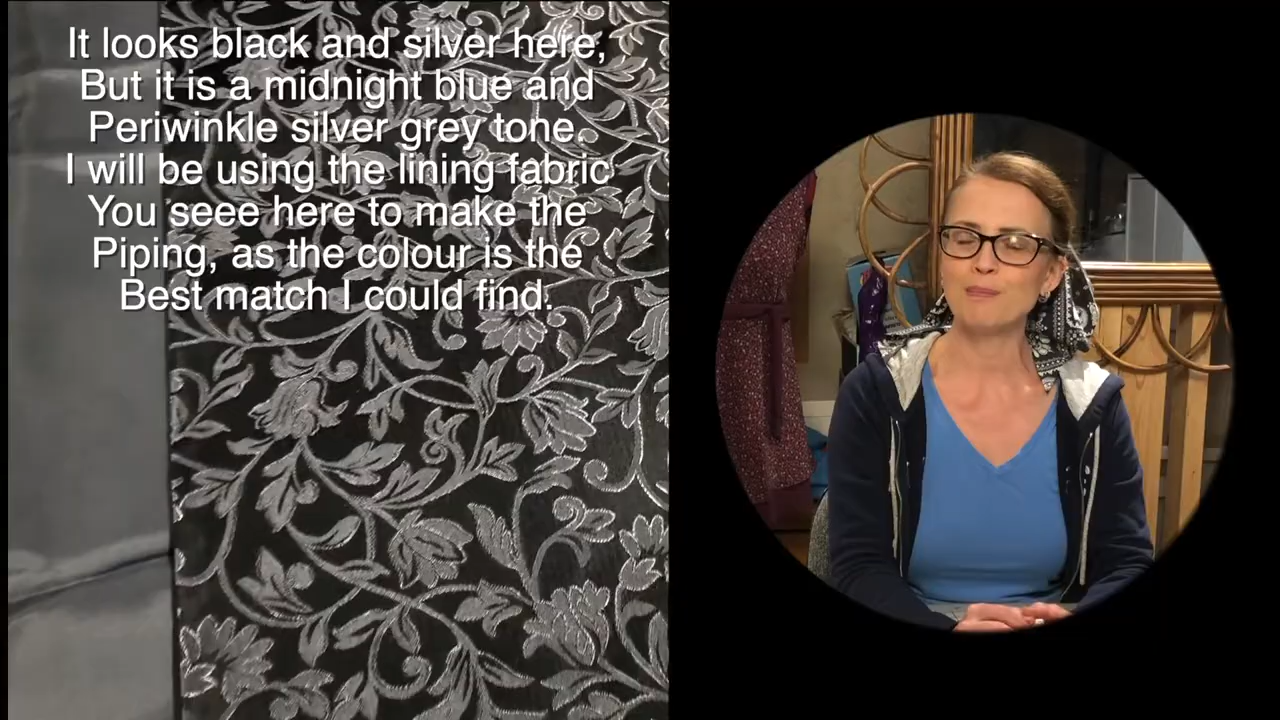 It looks black and silver here,
But it is a midnight blue and
Periwinkle silver grey tone.
I will be using the lining fabric
You seee here to make the
Piping, as the colour is the
Best match I could find.